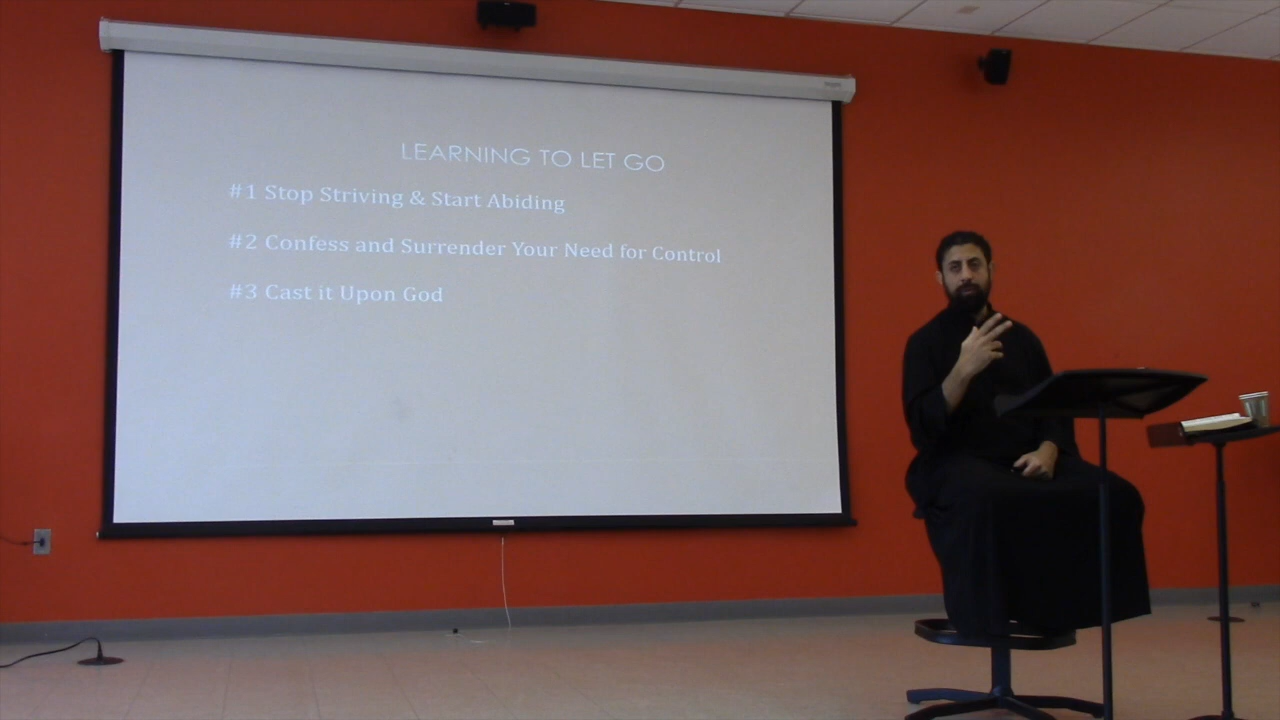 LEARNING TO LET GO
#1 Stop Striving & Start Abiding
#2 Confess and Surrender Your Need for Control
#3 Cast it Upon God